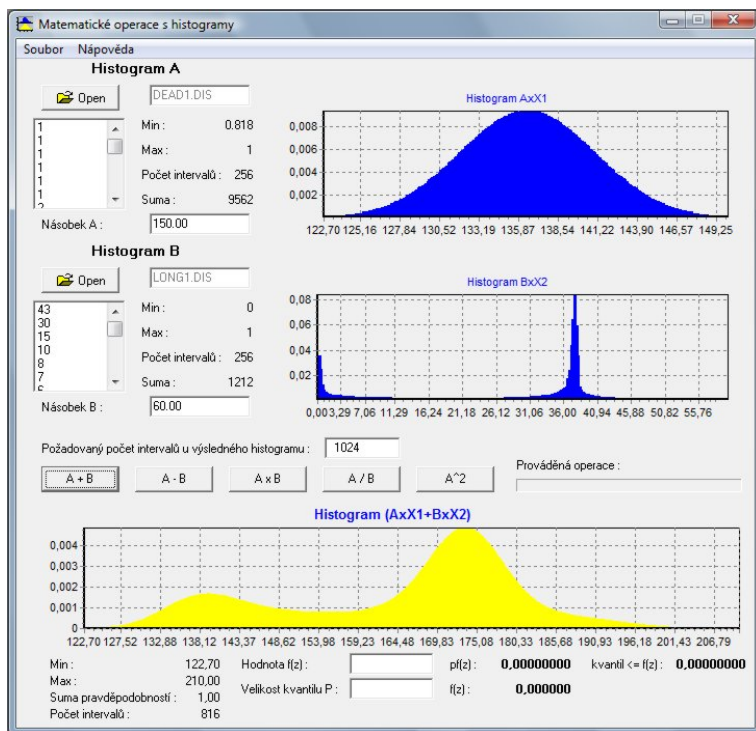 Matematické operace s histogramy
Soubor Nápověda
Histogram A
Open
DEAD1.DIS
1
1
1
1
1
1
Min : 0.818
Max : 1
Počet intervalů : 256
Suma : 9562
Násobek A : 150.00
Histogram AxX1
0,008
0,006
0,004
0,002
122,70 125,16 127,84 130,52 133,19 135,87 138,54 141,22 143,90 146,57 149,25
Histogram B
Open
LONG1.DIS
43
30
15
10
8
7
Min : 0
Max : 1
Počet intervalů : 256
Suma : 1212
Násobek B : 60.00
Histogram BxX2
0,08
0,06
0,04
0,02
0,00 3,29 7,06 11,29 16,24 21,18 26,12 31,06 36,00 40,94 45,88 50,82 55,76
Požadovaný počet intervalů u výsledného histogramu : 1024
A + B A - B A x B A / B A^2
Prováděná operace :
Histogram (AxX1+BxX2)
0,004
0,003
0,002
0,001
0
122,70 127,52 132,88 138,12 143,37 148,62 153,98 159,23 164,48 169,83 175,08 180,33 185,68 190,93 196,18 201,43 206,79
Min : 122,70
Max : 210,00
Suma pravděpodobností : 1,00
Počet intervalů : 816
Hodnota f(z) : pf(z) : 0,00000000 kvantil <= f(z) : 0,00000000
Velikost kvantilu P : f(z) : 0,000000